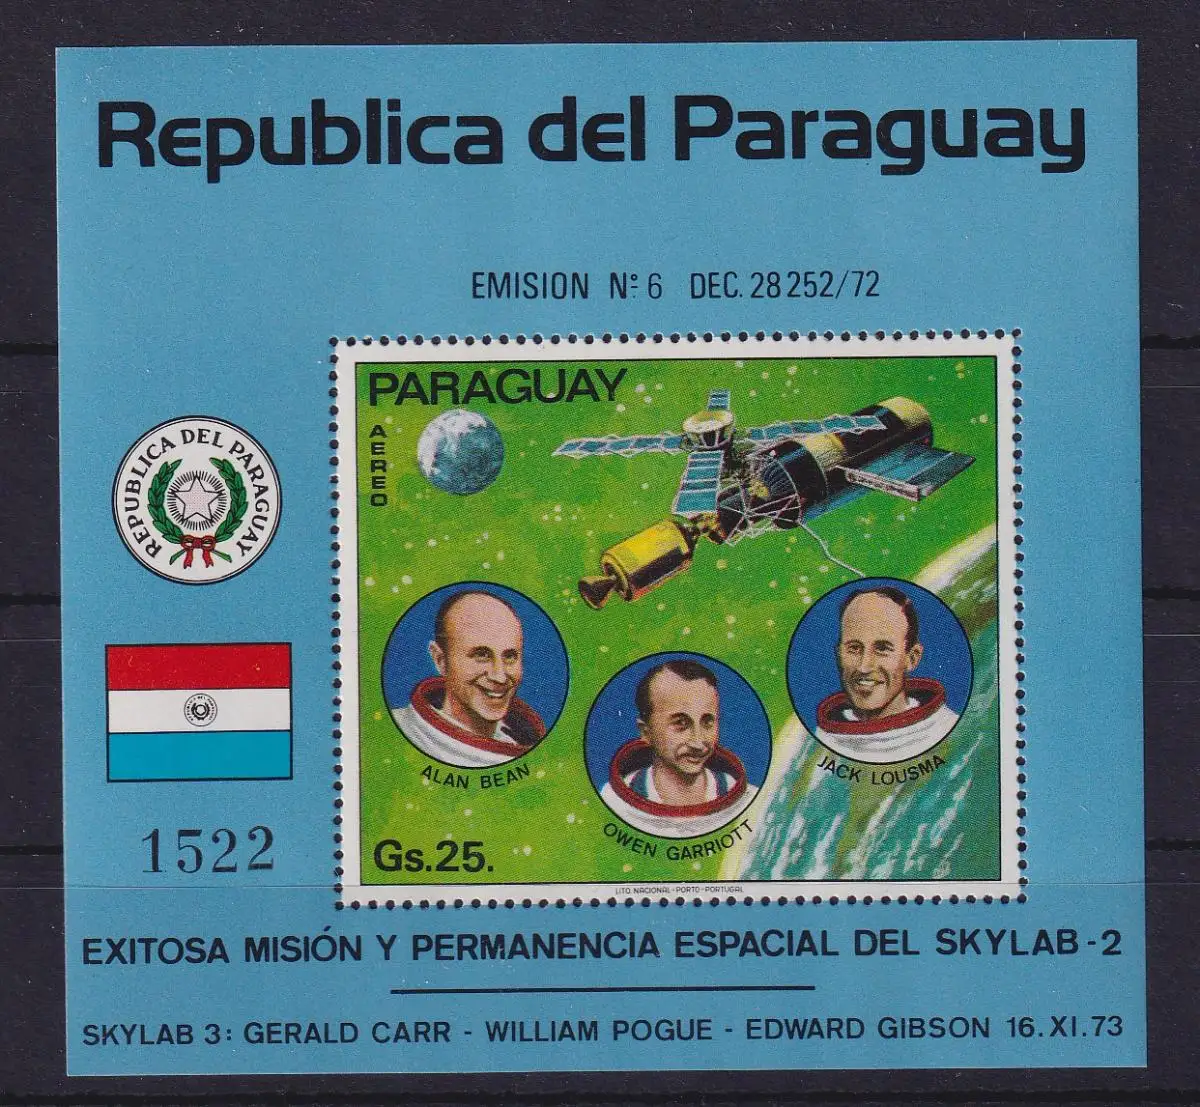 Republica del Paraguay
EMISION Nº 6 DEC. 28252/72
PARAGUAY
AEREO
REPUBLICA DEL PARAGUAY
ALAN BEAN
OWEN GARRIOTT
JACK LOUSMA
1522
Gs.25.
LITO NACIONAL-PORTO-PORTUGAL
EXITOSA MISIÓN Y PERMANENCIA ESPACIAL DEL SKYLAB-2
SKYLAB 3: GERALD CARR - WILLIAM POGUE - EDWARD GIBSON 16.XI.73